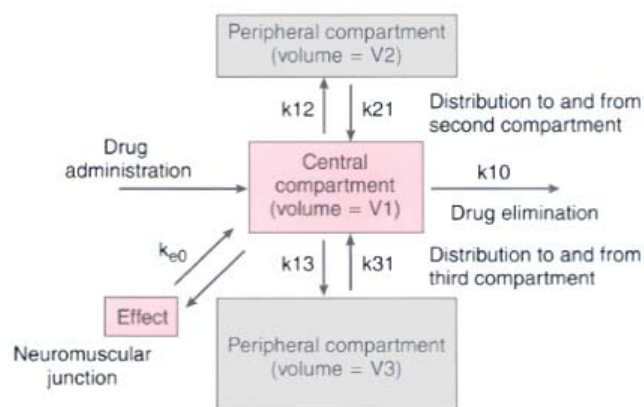 Peripheral compartment
(volume = V2)
k12
k21
Distribution to and from
second compartment
Drug
administration
Central
compartment
(volume = V1)
k10
Drug elimination
ke0
k13
k31
Distribution to and from
third compartment
Effect
Neuromuscular
junction
Peripheral compartment
(volume = V3)